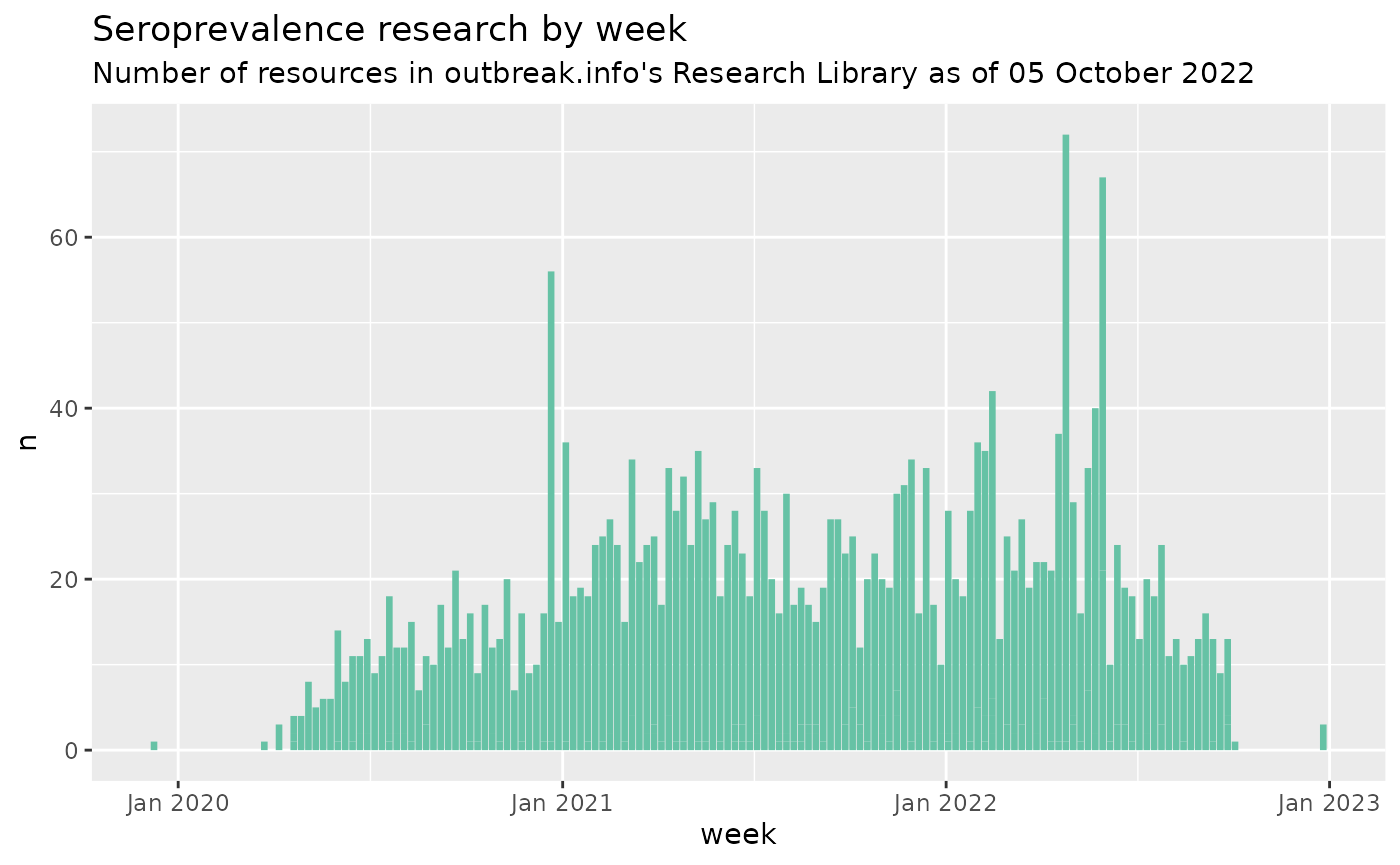 Seroprevalence research by week
Number of resources in outbreak.info's Research Library as of 05 October 2022
n
60
40
20
0
Jan 2020
Jan 2021
Jan 2022
Jan 2023
week